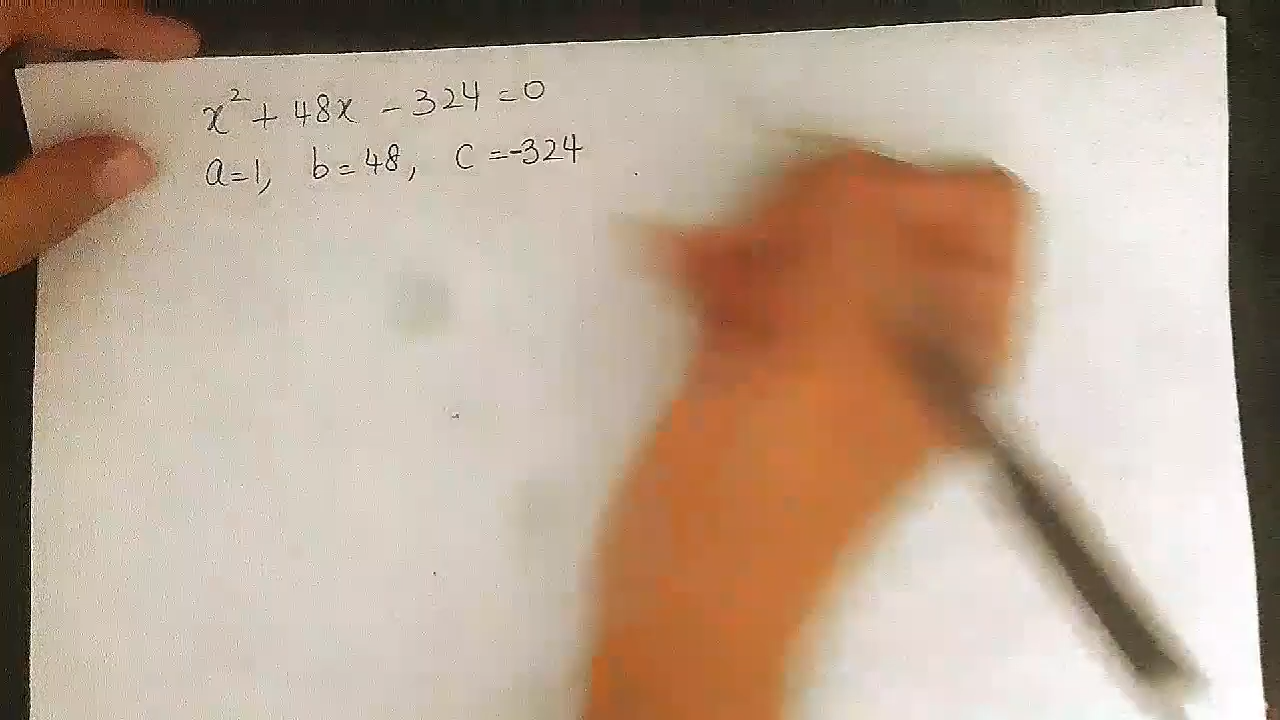 x² + 48x - 324 = 0
a=1, b=48, c=-324